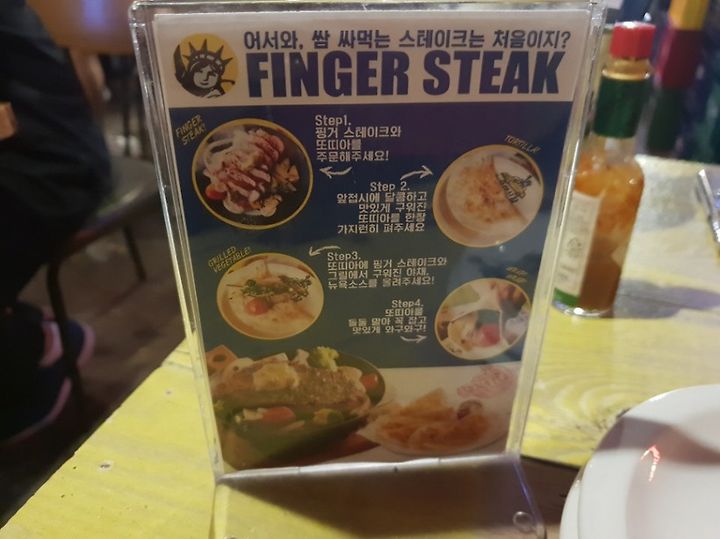 어서와, 쌈 싸먹는 스테이크는 처음이지?
FINGER STEAK
FINGER
STEAK!
Step1.
핑거 스테이크와
또띠아를
주문해주세요!
TORTILLA!
Step 2.
앞접시에 달콤하고
맛있게 구워진
또띠아를 한장
가지런히 펴주세요
GRILLED
VEGETABLE!
Step3.
또띠아에 핑거 스테이크와
그릴에서 구워진 야채,
뉴욕소스를 올려주세요!
Step4.
또띠아를
돌돌 말아 꼭 잡고
맛있게 와구와구!